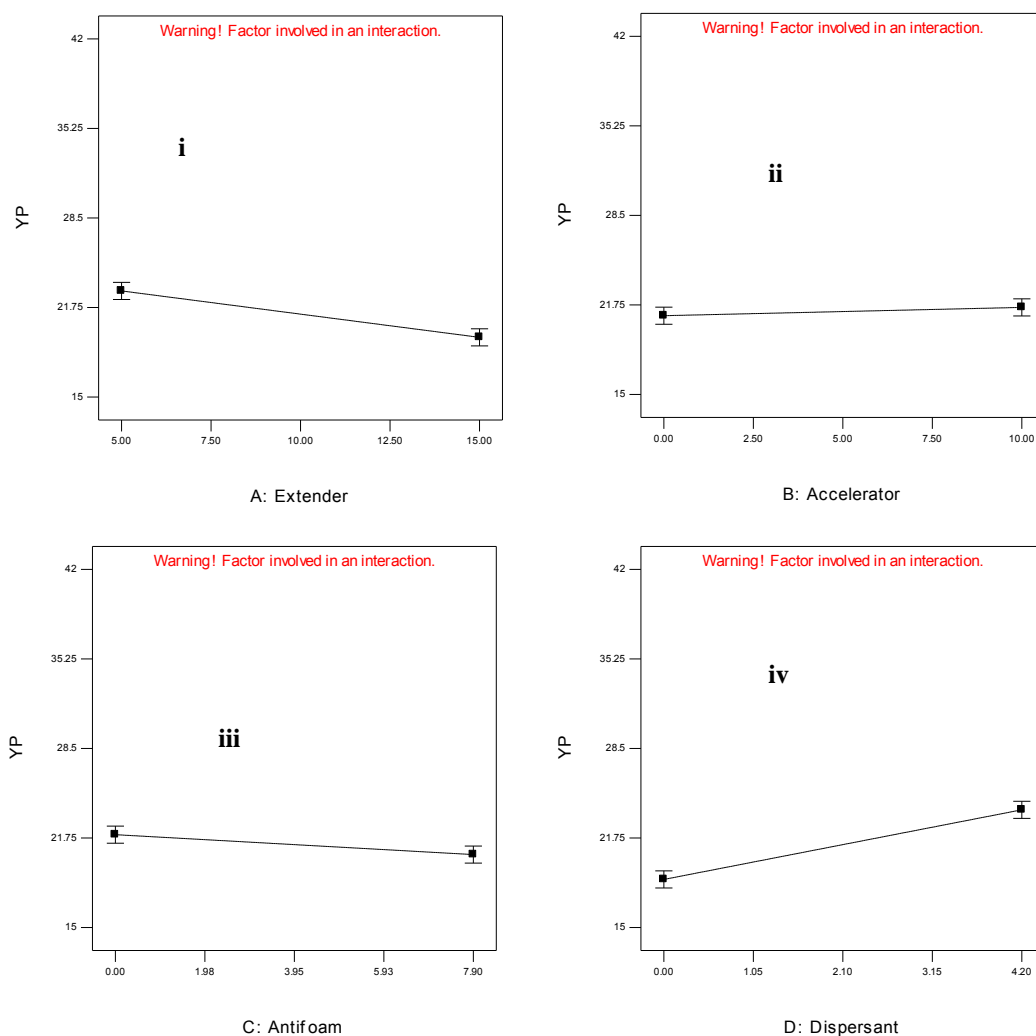 Warning! Factor involved in an interaction.
42
35.25
28.5
21.75
15
YP
i
5.00 7.50 10.00 12.50 15.00
A: Extender
Warning! Factor involved in an interaction.
42
35.25
28.5
21.75
15
YP
ii
0.00 2.50 5.00 7.50 10.00
B: Accelerator
Warning! Factor involved in an interaction.
42
35.25
28.5
21.75
15
YP
iii
0.00 1.98 3.95 5.93 7.90
C: Antifoam
Warning! Factor involved in an interaction.
42
35.25
28.5
21.75
15
YP
iv
0.00 1.05 2.10 3.15 4.20
D: Dispersant